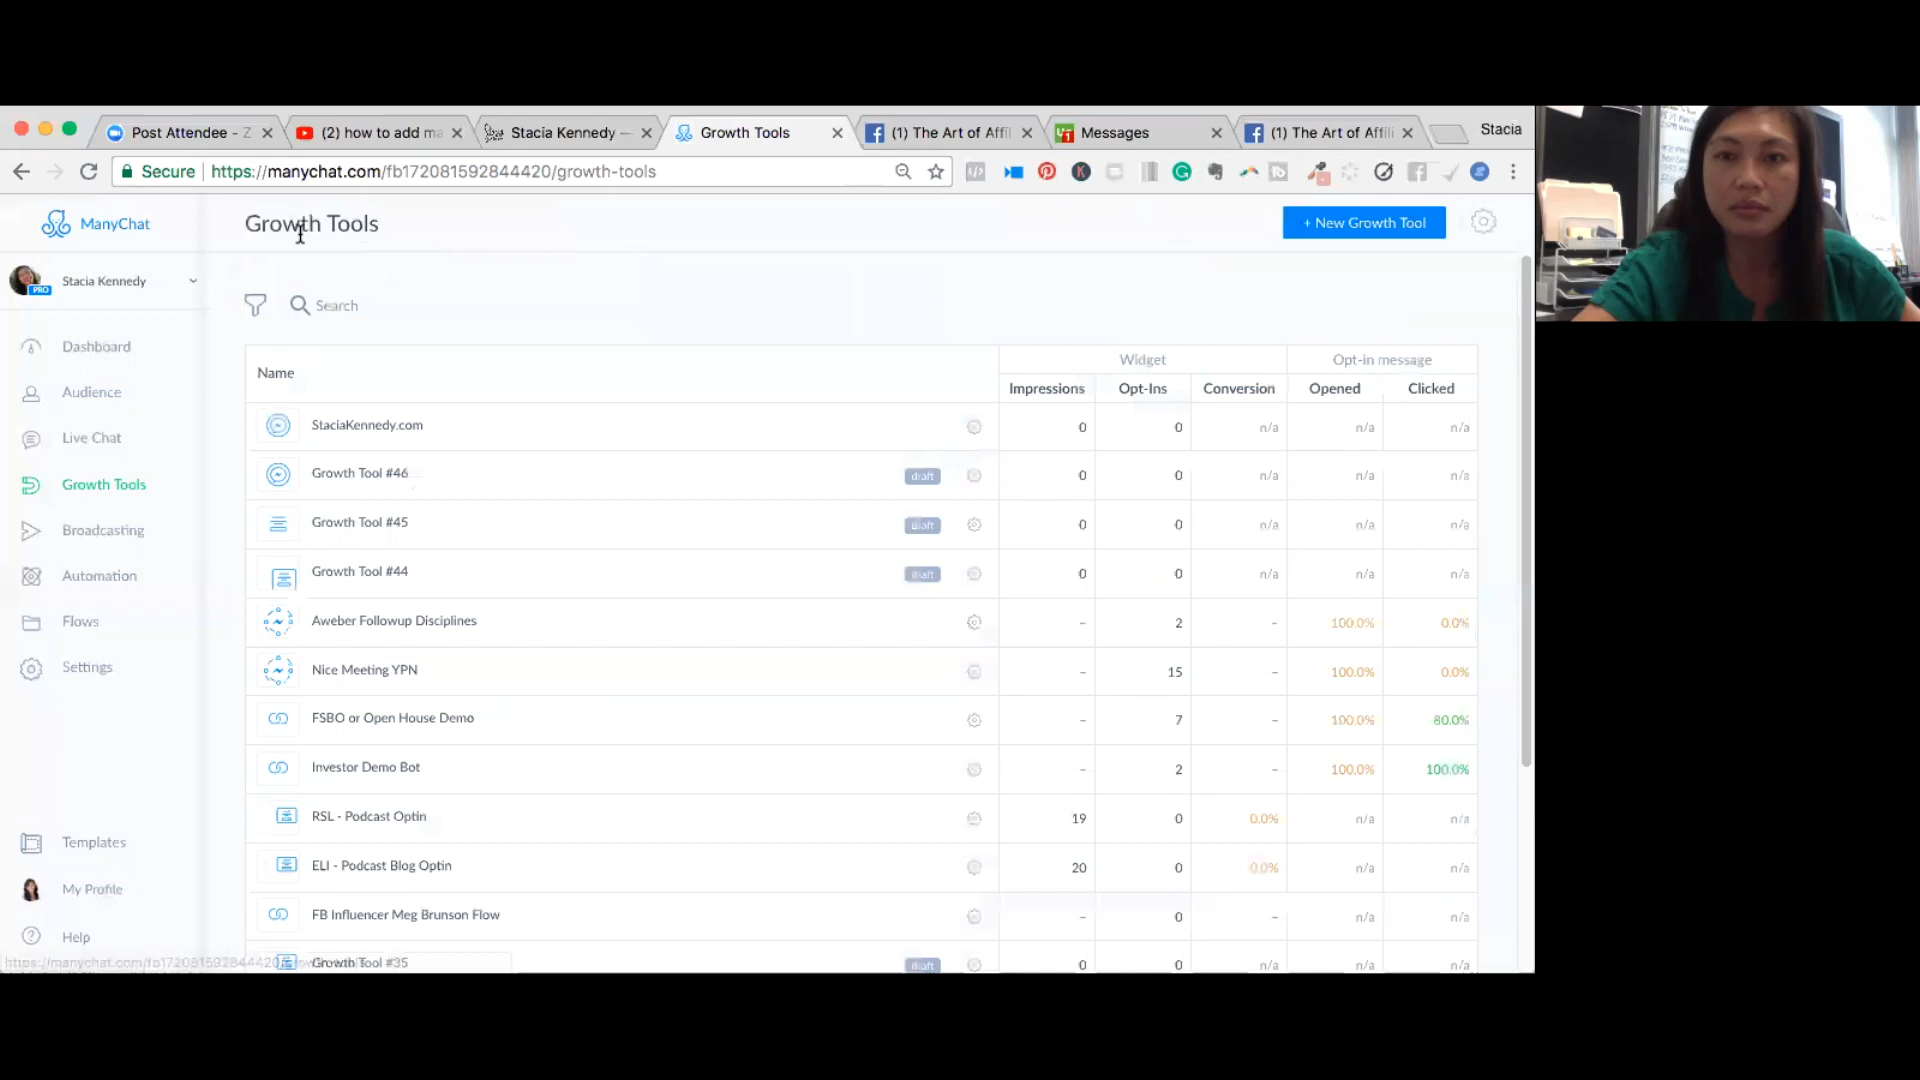 Post Attendee - Z
(2) how to add ma
Stacia Kennedy —
Growth Tools
(1) The Art of Affil
Messages
(1) The Art of Affili
Stacia
Secure
https://manychat.com/fb172081592844420/growth-tools
ManyChat
Growth Tools
+ New Growth Tool
PRO
Stacia Kennedy
Search
Dashboard
Audience
Live Chat
Growth Tools
Broadcasting
Automation
Flows
Settings
Templates
My Profile
Help
Name
Widget
Opt-in message
Impressions
Opt-Ins
Conversion
Opened
Clicked
StaciaKennedy.com 0 0 n/a n/a n/a
Growth Tool #46 draft 0 0 n/a n/a n/a
Growth Tool #45 draft 0 0 n/a n/a n/a
Growth Tool #44 draft 0 0 n/a n/a n/a
Aweber Followup Disciplines – 2 – 100.0% 0.0%
Nice Meeting YPN – 15 – 100.0% 0.0%
FSBO or Open House Demo – 7 – 100.0% 80.0%
Investor Demo Bot – 2 – 100.0% 100.0%
RSL - Podcast Optin 19 0 0.0% n/a n/a
ELI - Podcast Blog Optin 20 0 0.0% n/a n/a
FB Influencer Meg Brunson Flow – 0 – n/a n/a
Growth Tool #35 draft 0 0 n/a n/a n/a